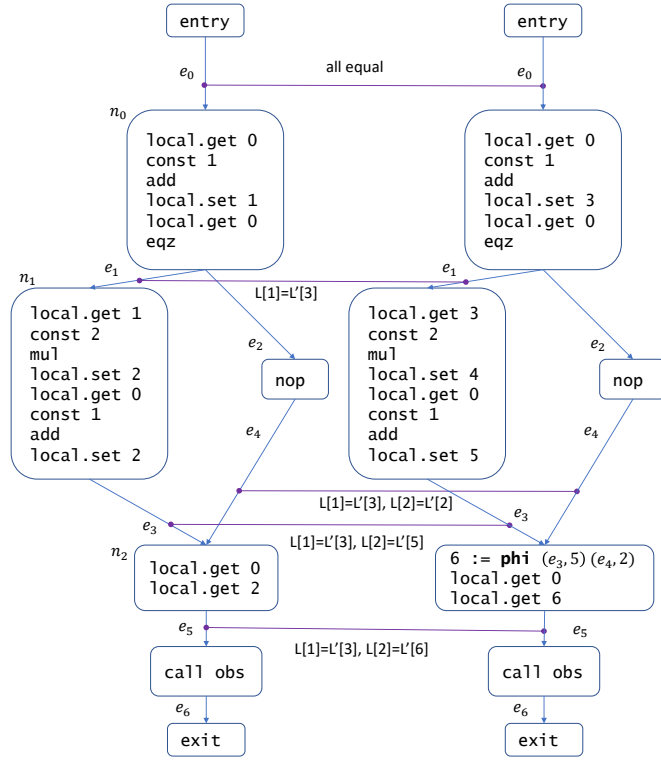 entry
entry
e₀
all equal
e₀
n₀
local.get 0
const 1
add
local.set 1
local.get 0
eqz
local.get 0
const 1
add
local.set 3
local.get 0
eqz
n₁
e₁
L[1]=L'[3]
e₁
local.get 1
const 2
mul
local.set 2
local.get 0
const 1
add
local.set 2
e₂
nop
e₄
local.get 3
const 2
mul
local.set 4
local.get 0
const 1
add
local.set 5
e₂
nop
e₄
L[1]=L'[3], L[2]=L'[2]
e₃
e₃
L[1]=L'[3], L[2]=L'[5]
n₂
local.get 0
local.get 2
6 := phi (e₃,5) (e₄,2)
local.get 0
local.get 6
e₅
L[1]=L'[3], L[2]=L'[6]
e₅
call obs
call obs
e₆
e₆
exit
exit